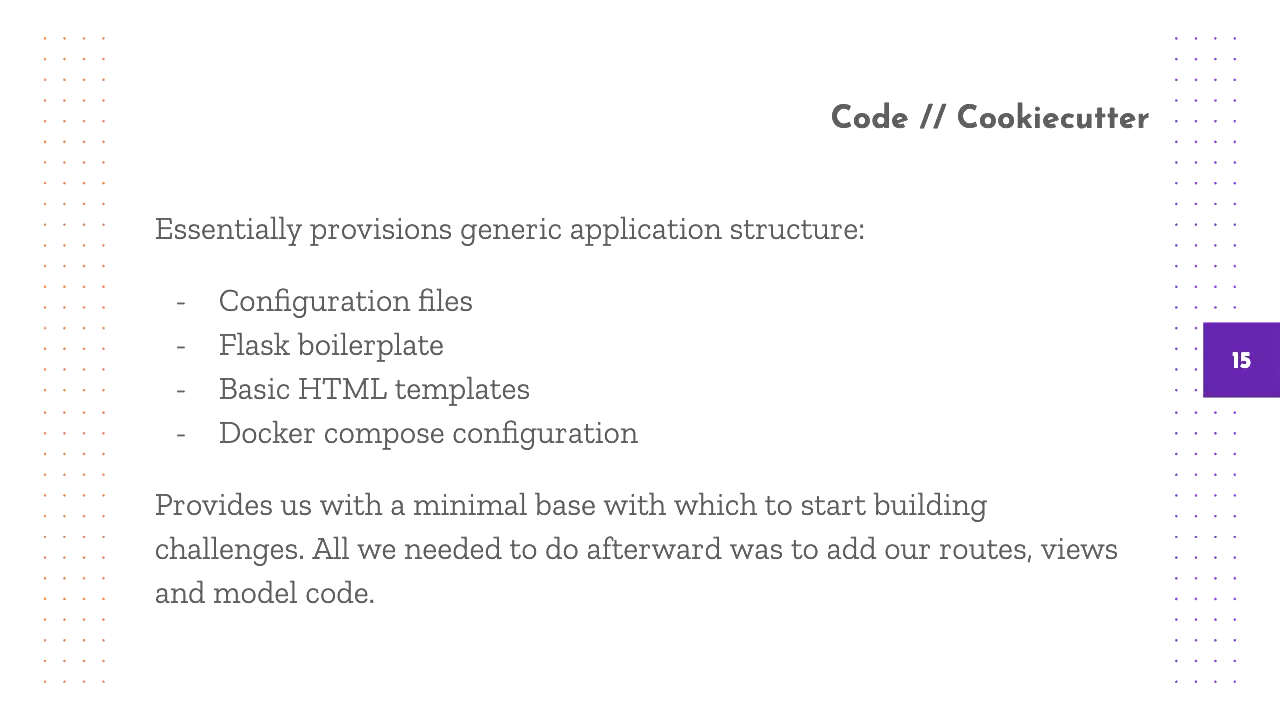 Code // Cookiecutter
Essentially provisions generic application structure:
- Configuration files
- Flask boilerplate
- Basic HTML templates
- Docker compose configuration
15
Provides us with a minimal base with which to start building
challenges. All we needed to do afterward was to add our routes, views
and model code.